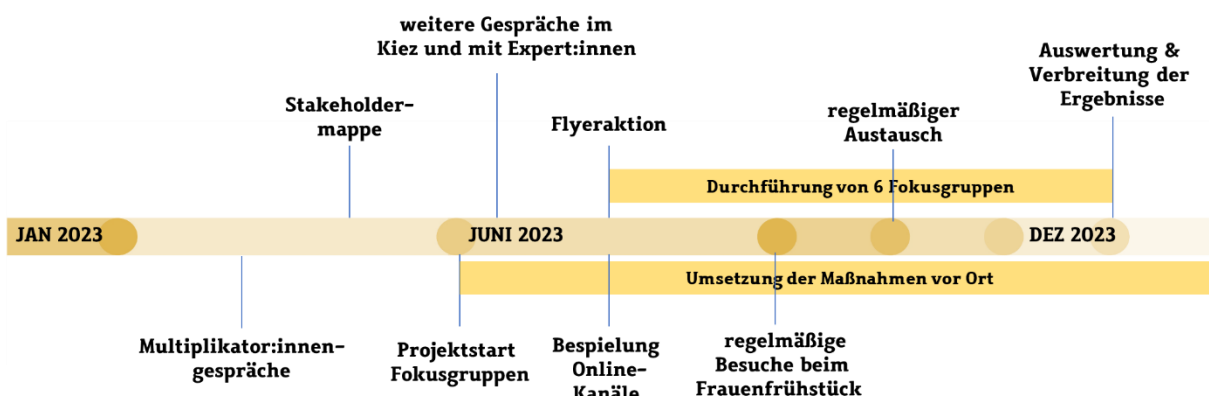 weitere Gespräche im
Kiez und mit Expert:innen
Auswertung &
Verbreitung der
Ergebnisse
Stakeholder-
mappe
Flyeraktion
regelmäßiger
Austausch
Durchführung von 6 Fokusgruppen
JAN 2023
JUNI 2023
DEZ 2023
Umsetzung der Maßnahmen vor Ort
Multiplikator:innen-
gespräche
Projektstart
Fokusgruppen
Bespielung
Online-
Kanäle
regelmäßige
Besuche beim
Frauenfrühstück